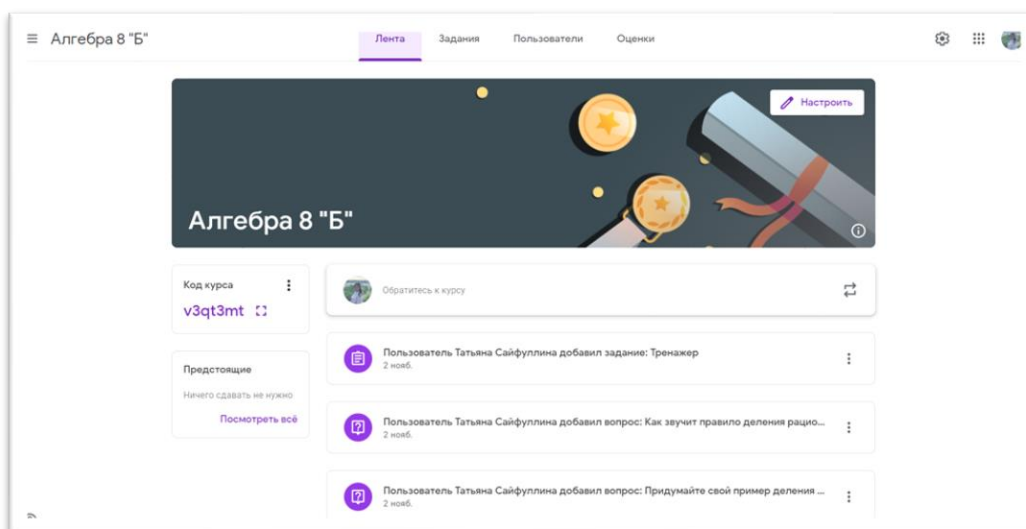 Алгебра 8 "Б"
Лента Задания Пользователи Оценки
Настроить
Алгебра 8 "Б"
Код курса
v3qt3mt
Обратитесь к курсу
Пользователь Татьяна Сайфуллина добавил задание: Тренажер
2 нояб.
Предстоящие
Ничего сдавать не нужно
Посмотреть всё
Пользователь Татьяна Сайфуллина добавил вопрос: Как звучит правило деления рацио...
2 нояб.
Пользователь Татьяна Сайфуллина добавил вопрос: Придумайте свой пример деления ...
2 нояб.